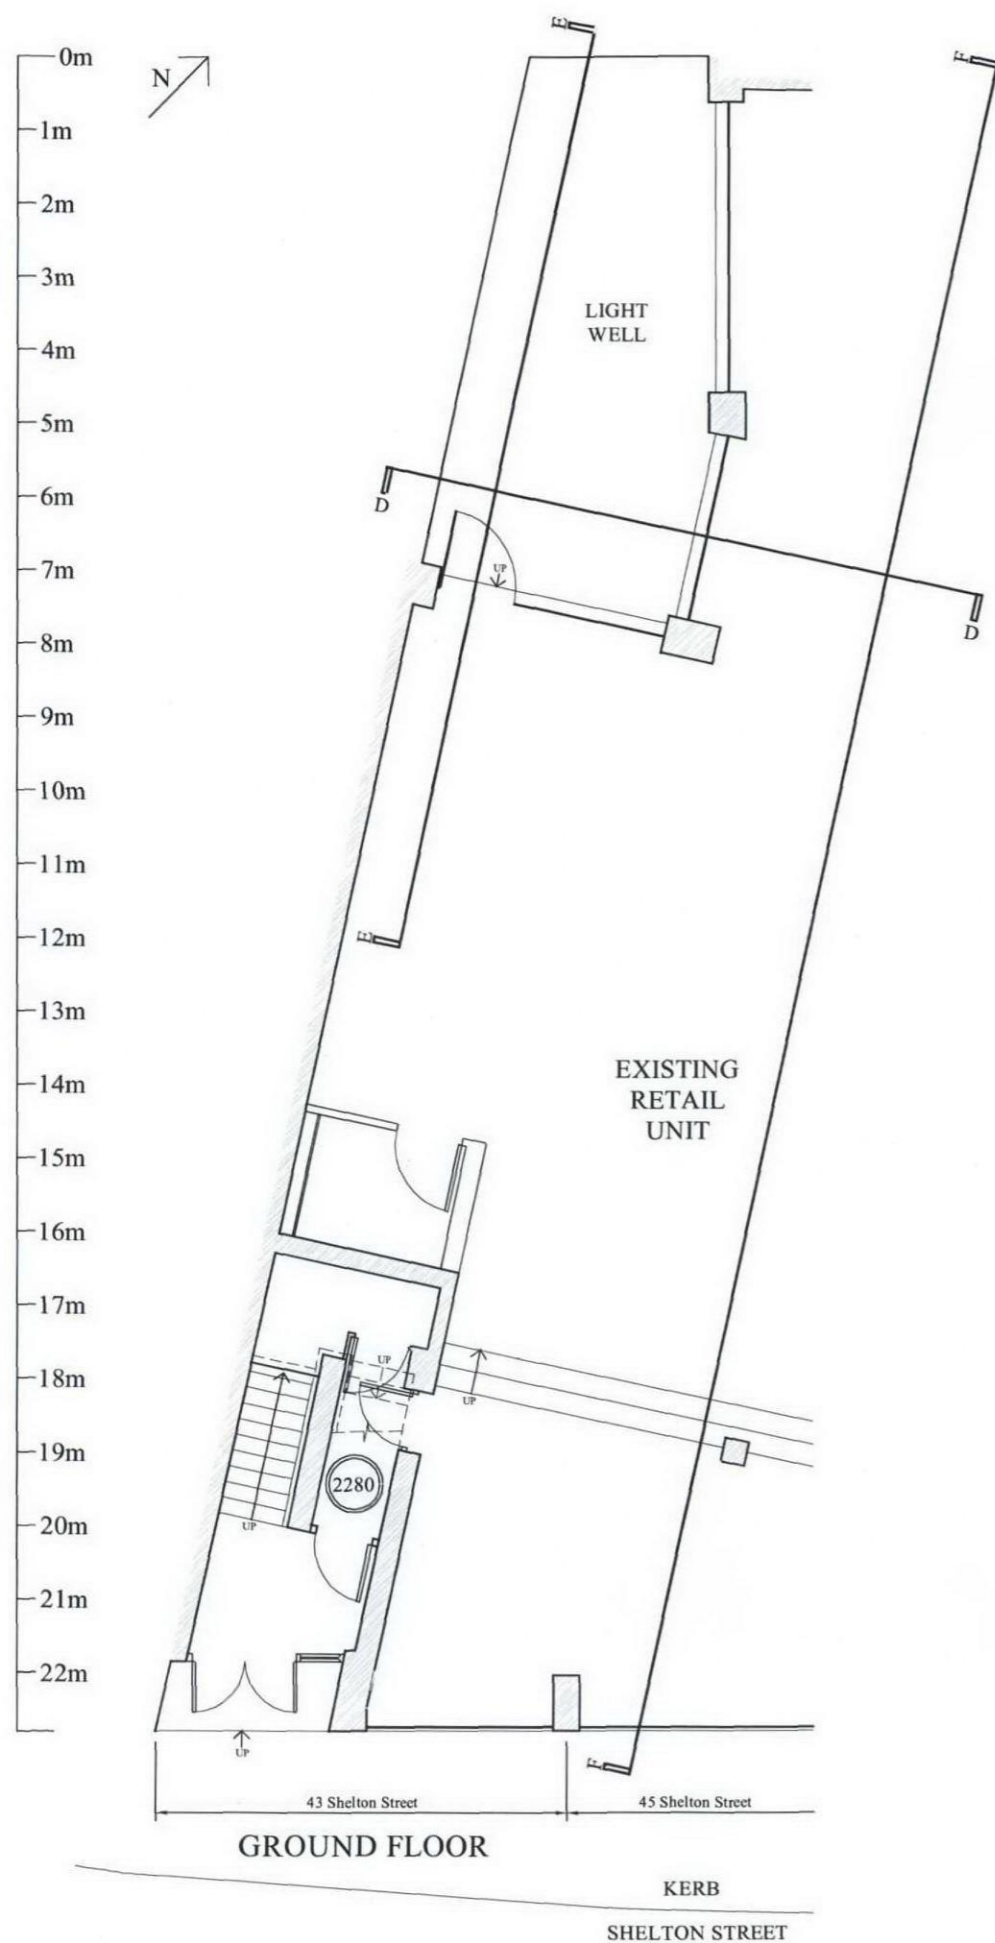 E
F
0m
N
1m
2m
3m
LIGHT
WELL
4m
5m
6m
D
7m
UP
D
8m
9m
10m
11m
12m
E
13m
14m
EXISTING
RETAIL
UNIT
15m
16m
17m
18m
UP
UP
19m
2280
20m
UP
21m
22m
UP
F
43 Shelton Street
45 Shelton Street
GROUND FLOOR
KERB
SHELTON STREET